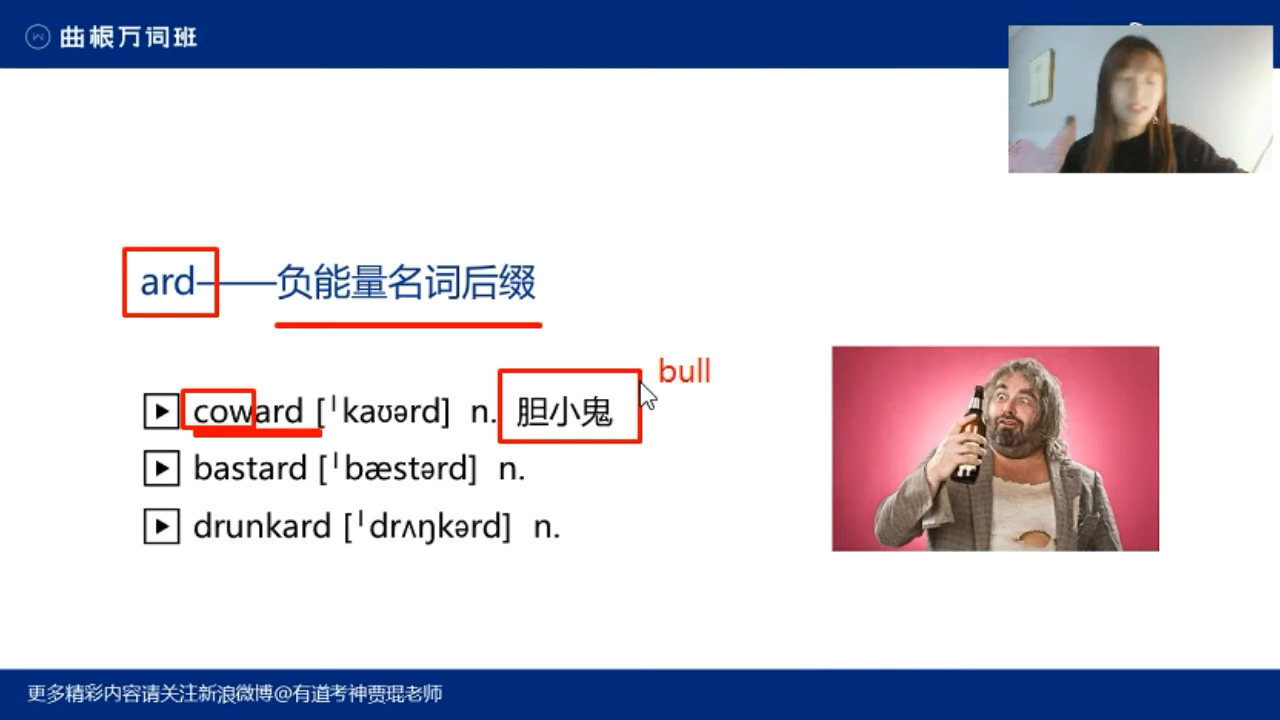 曲根万词班
ard——负能量名词后缀
bull
coward [ˈkaʊərd] n. 胆小鬼
bastard [ˈbæstərd] n.
drunkard [ˈdrʌŋkərd] n.
更多精彩内容请关注新浪微博@有道考神贾琨老师